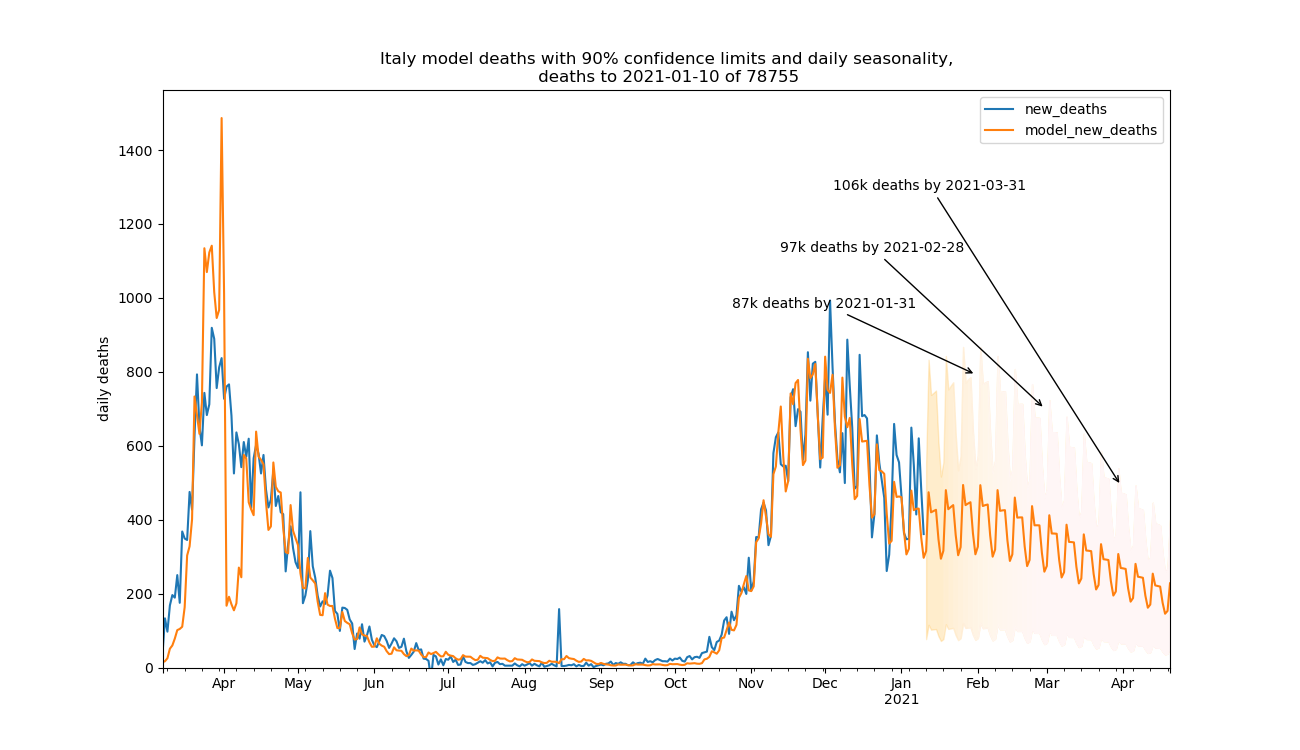 Italy model deaths with 90% confidence limits and daily seasonality,
deaths to 2021-01-10 of 78755
new_deaths
model_new_deaths
106k deaths by 2021-03-31
97k deaths by 2021-02-28
87k deaths by 2021-01-31
daily deaths
1400
1200
1000
800
600
400
200
0
Apr May Jun Jul Aug Sep Oct Nov Dec Jan Feb Mar Apr
2021